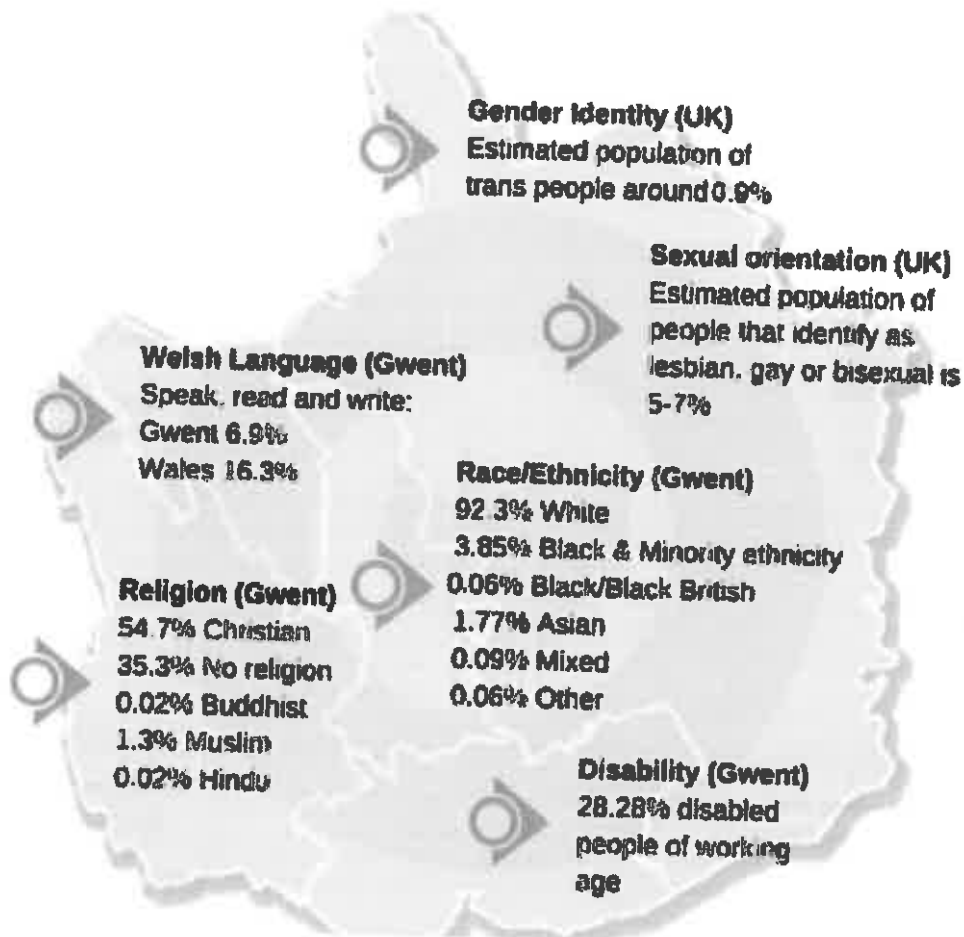 Gender Identity (UK)
Estimated population of
trans people around 0.9%
Sexual orientation (UK)
Estimated population of
people that identify as
lesbian, gay or bisexual is
5-7%
Welsh Language (Gwent)
Speak, read and write:
Gwent 6.9%
Wales 16.3%
Race/Ethnicity (Gwent)
92.3% White
3.85% Black & Minority ethnicity
0.06% Black/Black British
1.77% Asian
0.09% Mixed
0.06% Other
Religion (Gwent)
54.7% Christian
35.3% No religion
0.02% Buddhist
1.3% Muslim
0.02% Hindu
Disability (Gwent)
28.28% disabled
people of working
age